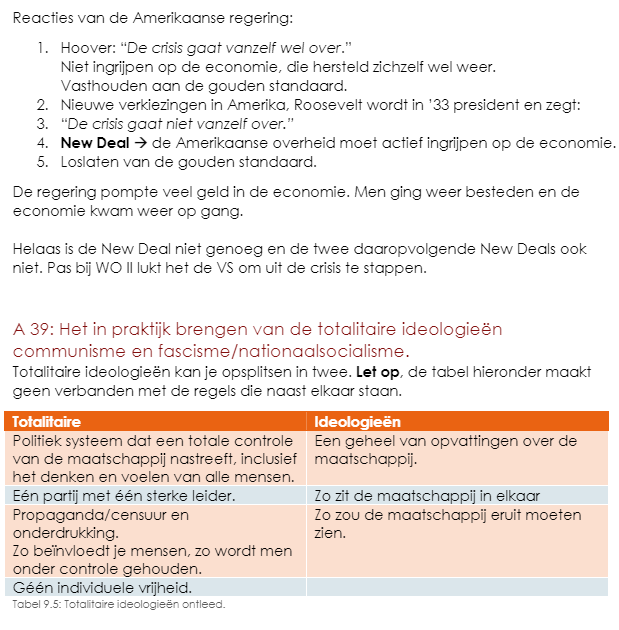 Reacties van de Amerikaanse regering:
1. Hoover: “De crisis gaat vanzelf wel over.”
Niet ingrijpen op de economie, die hersteld zichzelf wel weer.
Vasthouden aan de gouden standaard.
2. Nieuwe verkiezingen in Amerika, Roosevelt wordt in ’33 president en zegt:
3. “De crisis gaat niet vanzelf over.”
4. New Deal → de Amerikaanse overheid moet actief ingrijpen op de economie.
5. Loslaten van de gouden standaard.
De regering pompte veel geld in de economie. Men ging weer besteden en de
economie kwam weer op gang.
Helaas is de New Deal niet genoeg en de twee daaropvolgende New Deals ook
niet. Pas bij WO II lukt het de VS om uit de crisis te stappen.
A 39: Het in praktijk brengen van de totalitaire ideologieën
communisme en fascisme/nationaalsocialisme.
Totalitaire ideologieën kan je opsplitsen in twee. Let op, de tabel hieronder maakt
geen verbanden met de regels die naast elkaar staan.
Totalitaire Ideologieën
Politiek systeem dat een totale controle Een geheel van opvattingen over de
van de maatschappij nastreeft, inclusief maatschappij.
het denken en voelen van alle mensen.
Eén partij met één sterke leider. Zo zit de maatschappij in elkaar
Propaganda/censuur en Zo zou de maatschappij eruit moeten
onderdrukking. zien.
Zo beïnvloedt je mensen, zo wordt men
onder controle gehouden.
Géén individuele vrijheid.
Tabel 9.5: Totalitaire ideologieën ontleed.